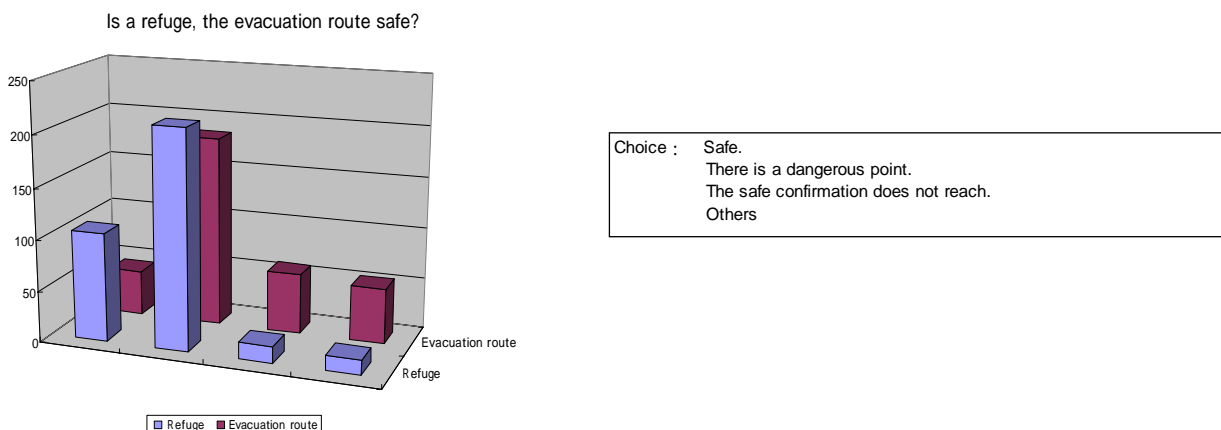 Is a refuge, the evacuation route safe?
250
200
150
100
50
0
Evacuation route
Refuge
Refuge Evacuation route
Choice : Safe.
There is a dangerous point.
The safe confirmation does not reach.
Others